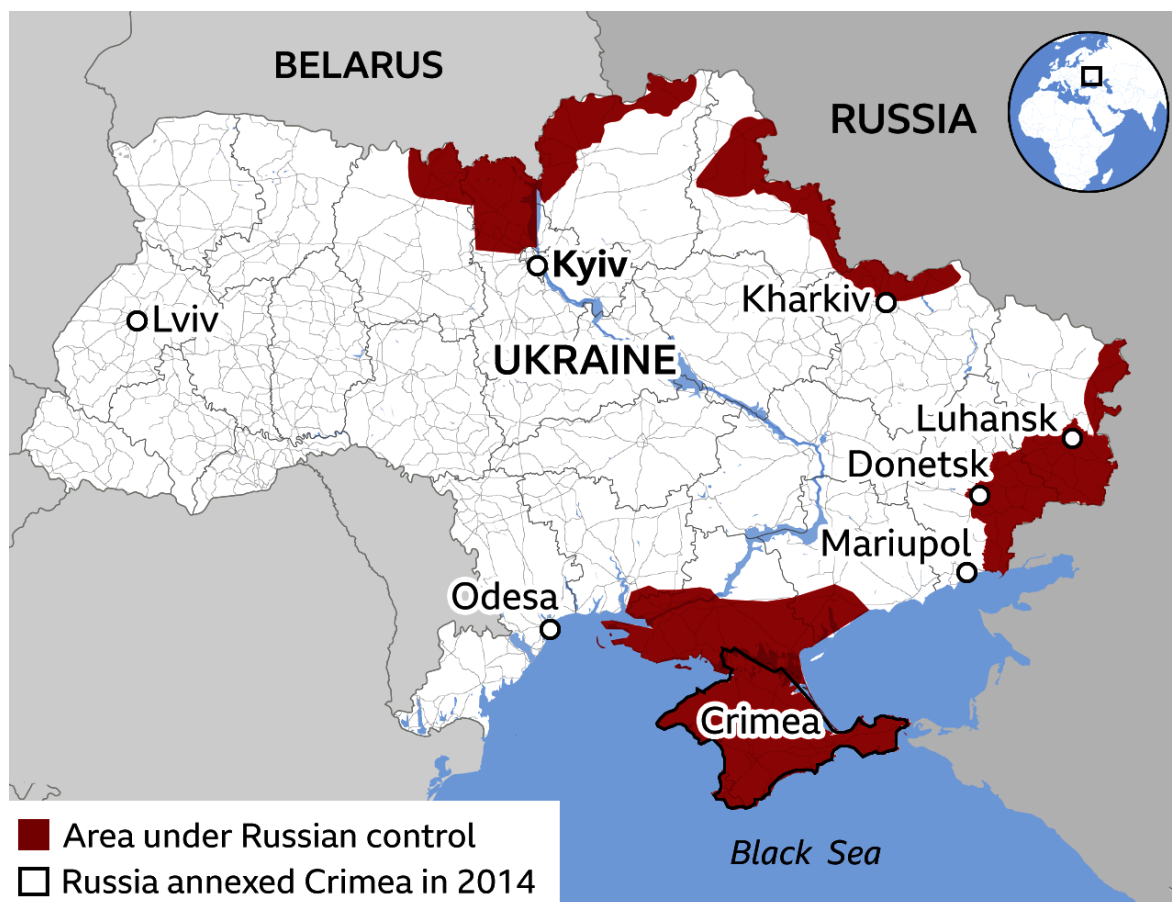 BELARUS
RUSSIA
Kyiv
Kharkiv
Lviv
UKRAINE
Luhansk
Donetsk
Mariupol
Odesa
Crimea
Area under Russian control
Black Sea
Russia annexed Crimea in 2014